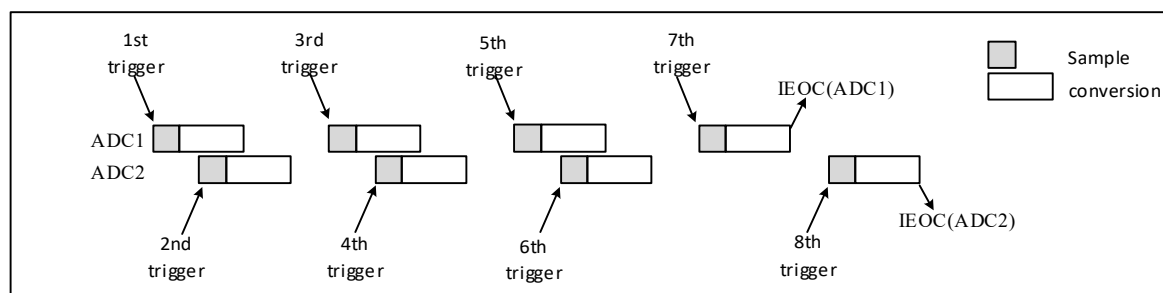 1st
trigger
3rd
trigger
5th
trigger
7th
trigger
Sample
IEOC(ADC1)
conversion
ADC1
ADC2
IEOC(ADC2)
2nd
trigger
4th
trigger
6th
trigger
8th
trigger